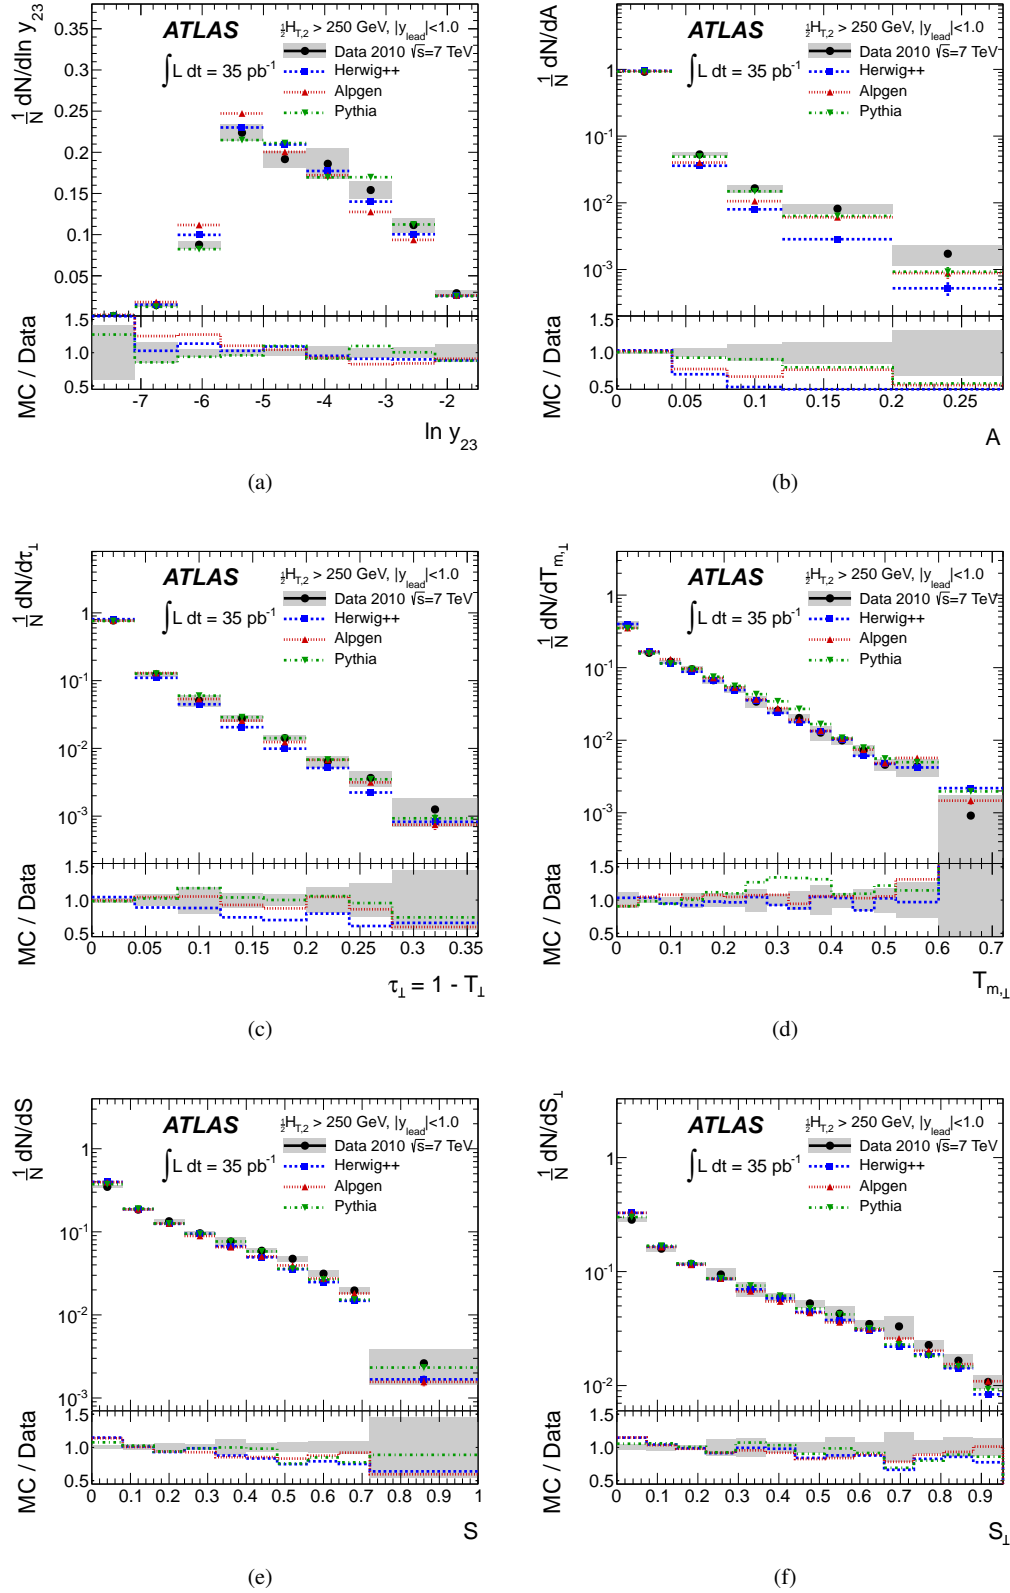 1/N dN/dln y23
0.35
0.3
0.25
0.2
0.15
0.1
0.05
ATLAS
½HT,2 > 250 GeV, |ylead|<1.0
∫L dt = 35 pb-1
Data 2010 √s=7 TeV
Herwig++
Alpgen
Pythia
MC / Data
1.5
1.0
0.5
-7 -6 -5 -4 -3 -2
ln y23
(a)
1/N dN/dA
1
10-1
10-2
10-3
ATLAS
½HT,2 > 250 GeV, |ylead|<1.0
∫L dt = 35 pb-1
Data 2010 √s=7 TeV
Herwig++
Alpgen
Pythia
MC / Data
1.5
1.0
0.5
0 0.05 0.1 0.15 0.2 0.25
A
(b)
1/N dN/dτ⊥
1
10-1
10-2
10-3
ATLAS
½HT,2 > 250 GeV, |ylead|<1.0
∫L dt = 35 pb-1
Data 2010 √s=7 TeV
Herwig++
Alpgen
Pythia
MC / Data
1.5
1.0
0.5
0 0.05 0.1 0.15 0.2 0.25 0.3 0.35
τ⊥ = 1 - T⊥
(c)
1/N dN/dTm,⊥
1
10-1
10-2
10-3
ATLAS
½HT,2 > 250 GeV, |ylead|<1.0
∫L dt = 35 pb-1
Data 2010 √s=7 TeV
Herwig++
Alpgen
Pythia
MC / Data
1.5
1.0
0.5
0 0.1 0.2 0.3 0.4 0.5 0.6 0.7
Tm,⊥
(d)
1/N dN/dS
1
10-1
10-2
10-3
ATLAS
½HT,2 > 250 GeV, |ylead|<1.0
∫L dt = 35 pb-1
Data 2010 √s=7 TeV
Herwig++
Alpgen
Pythia
MC / Data
1.5
1.0
0.5
0 0.1 0.2 0.3 0.4 0.5 0.6 0.7 0.8 0.9 1
S
(e)
1/N dN/dS⊥
1
10-1
10-2
ATLAS
½HT,2 > 250 GeV, |ylead|<1.0
∫L dt = 35 pb-1
Data 2010 √s=7 TeV
Herwig++
Alpgen
Pythia
MC / Data
1.5
1.0
0.5
0 0.1 0.2 0.3 0.4 0.5 0.6 0.7 0.8 0.9
S⊥
(f)